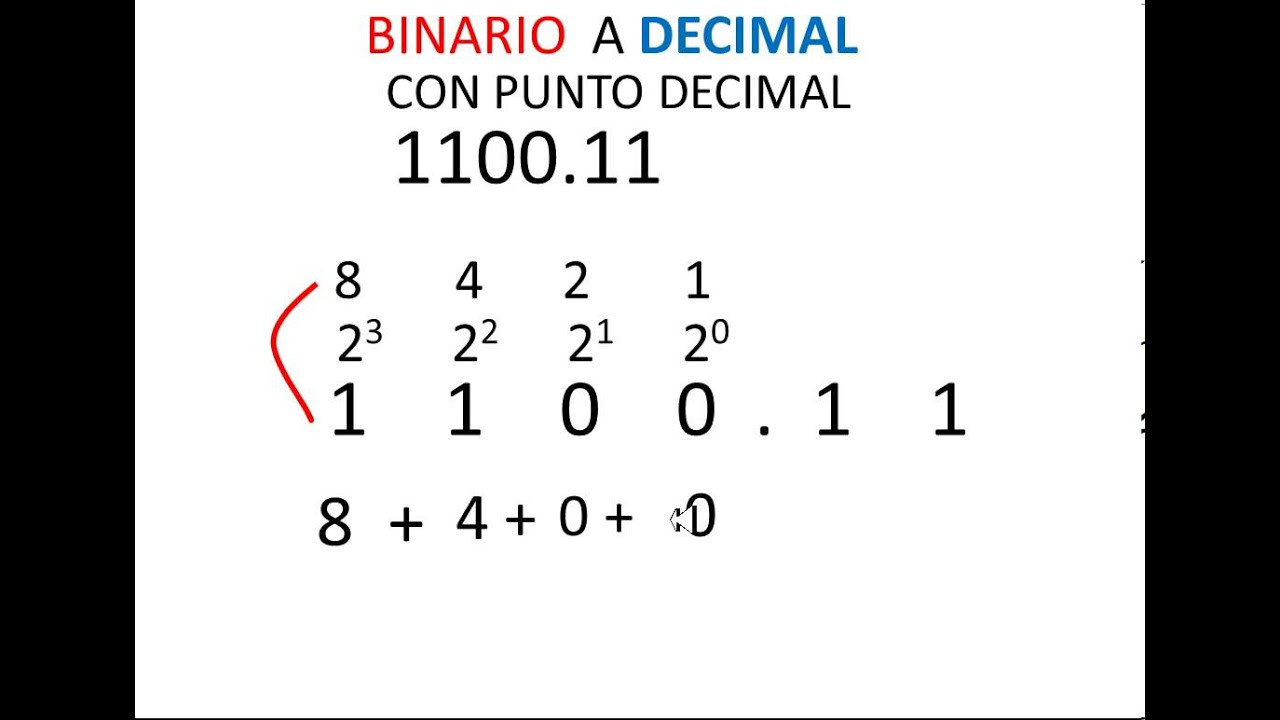 BINARIO A DECIMAL
CON PUNTO DECIMAL
1100.11
8 4 2 1
2³ 2² 2¹ 2⁰
1 1 0 0 . 1 1
8 + 4 + 0 + 0